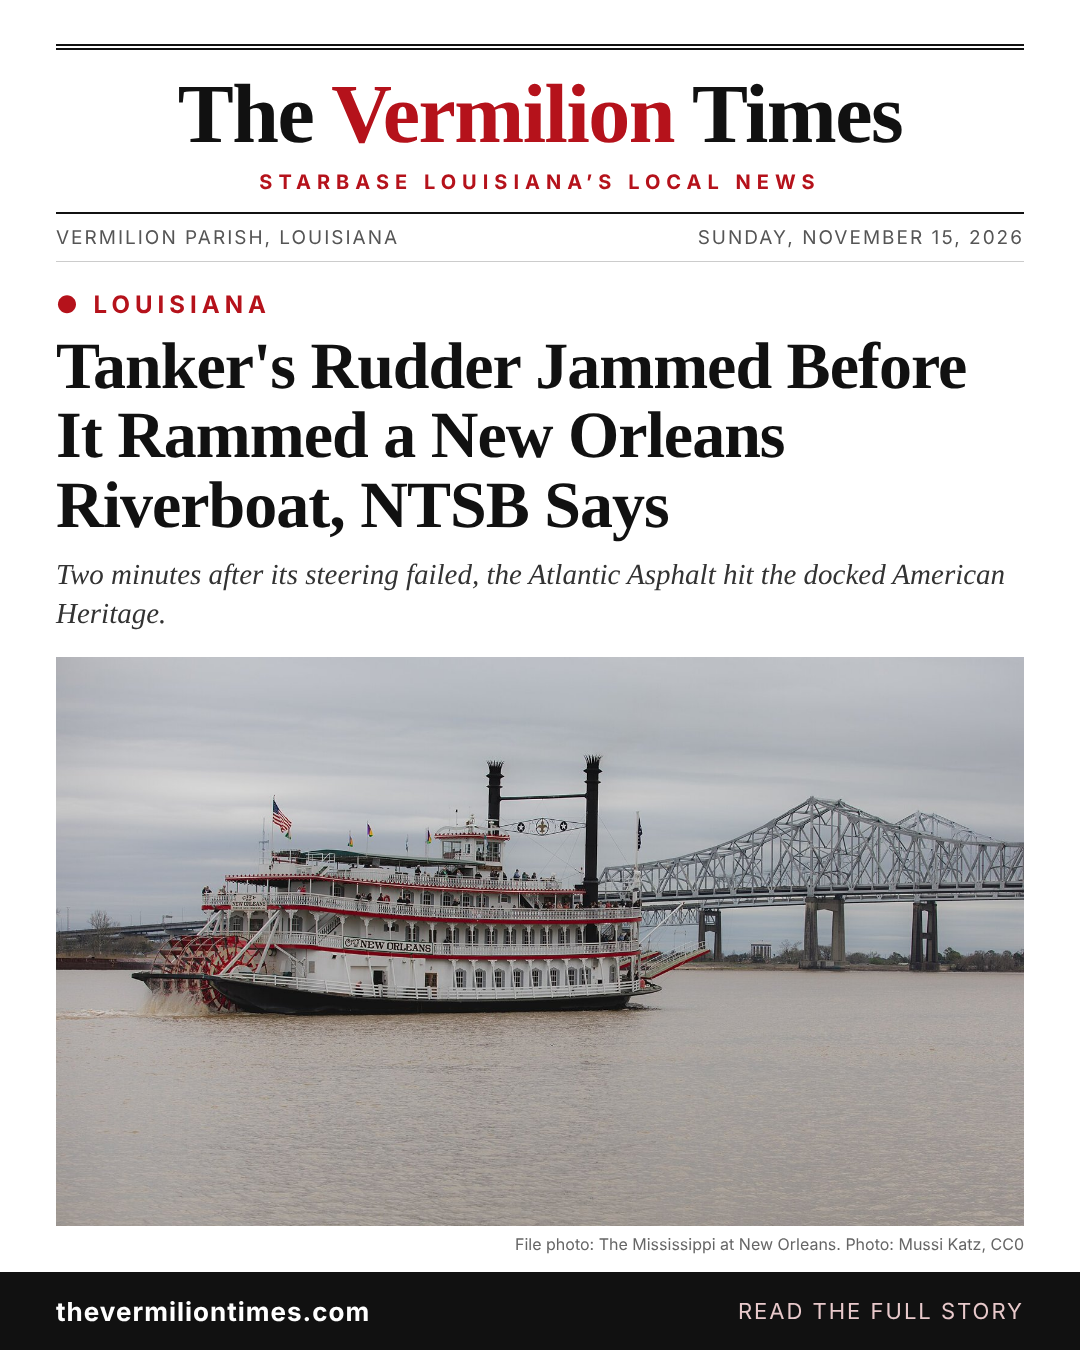 The Vermilion Times
STARBASE LOUISIANA’S LOCAL NEWS
VERMILION PARISH, LOUISIANA
SUNDAY, NOVEMBER 15, 2026
LOUISIANA
Tanker's Rudder Jammed Before
It Rammed a New Orleans
Riverboat, NTSB Says
Two minutes after its steering failed, the Atlantic Asphalt hit the docked American
Heritage.
NEW ORLEANS
NEW ORLEANS
File photo: The Mississippi at New Orleans. Photo: Mussi Katz, CC0
thevermiliontimes.com
READ THE FULL STORY